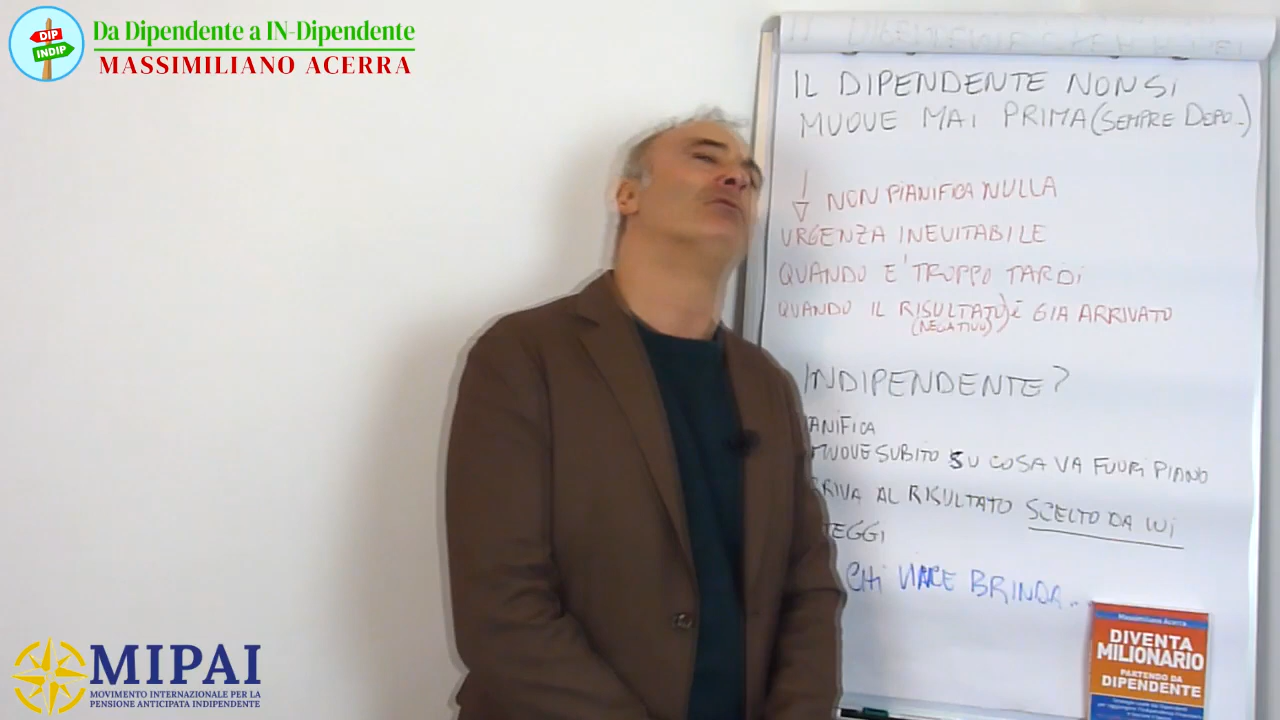 DIP
INDIP
Da Dipendente a IN-Dipendente
MASSIMILIANO ACERRA
IL DIPENDENTE NON SI
MUOVE MAI PRIMA (SEMPRE DOPO..)
NON PIANIFICA NULLA
URGENZA INEVITABILE
QUANDO E' TROPPO TARDI
QUANDO IL RISULTATO È GIA ARRIVATO
(NEGATIVO)
INDIPENDENTE?
ANIFICA
MUOVE SUBITO SU COSA VA FUORI PIANO
RIVA AL RISULTATO SCELTO DA LUI
TEGGI
CHI VINCE BRINDA..
Massimiliano Acerra
DIVENTA
MILIONARIO
PARTENDO DA
DIPENDENTE
MIPAI
MOVIMENTO INTERNAZIONALE PER LA
PENSIONE ANTICIPATA INDIPENDENTE